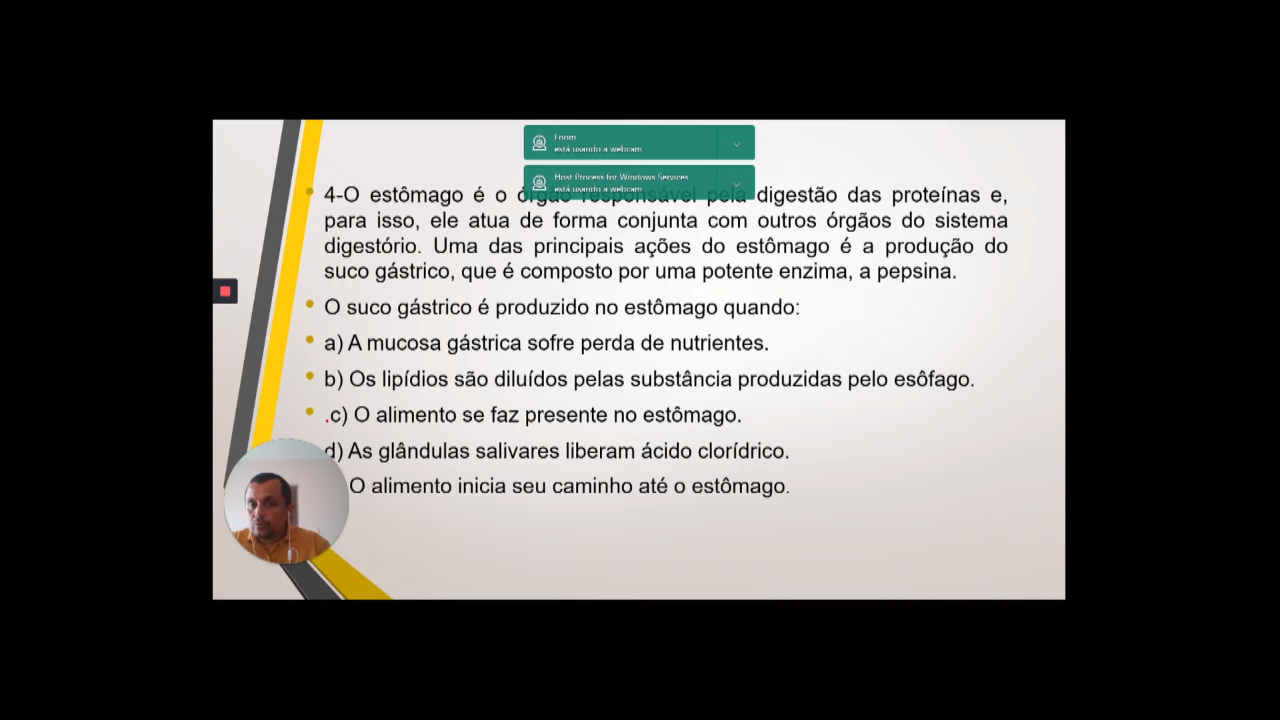 Loom
está usando a webcam
Host Process for Windows Services
está usando a webcam
4-O estômago é o órgão responsável pela digestão das proteínas e,
para isso, ele atua de forma conjunta com outros órgãos do sistema
digestório. Uma das principais ações do estômago é a produção do
suco gástrico, que é composto por uma potente enzima, a pepsina.
O suco gástrico é produzido no estômago quando:
a) A mucosa gástrica sofre perda de nutrientes.
b) Os lipídios são diluídos pelas substância produzidas pelo esôfago.
.c) O alimento se faz presente no estômago.
d) As glândulas salivares liberam ácido clorídrico.
O alimento inicia seu caminho até o estômago.